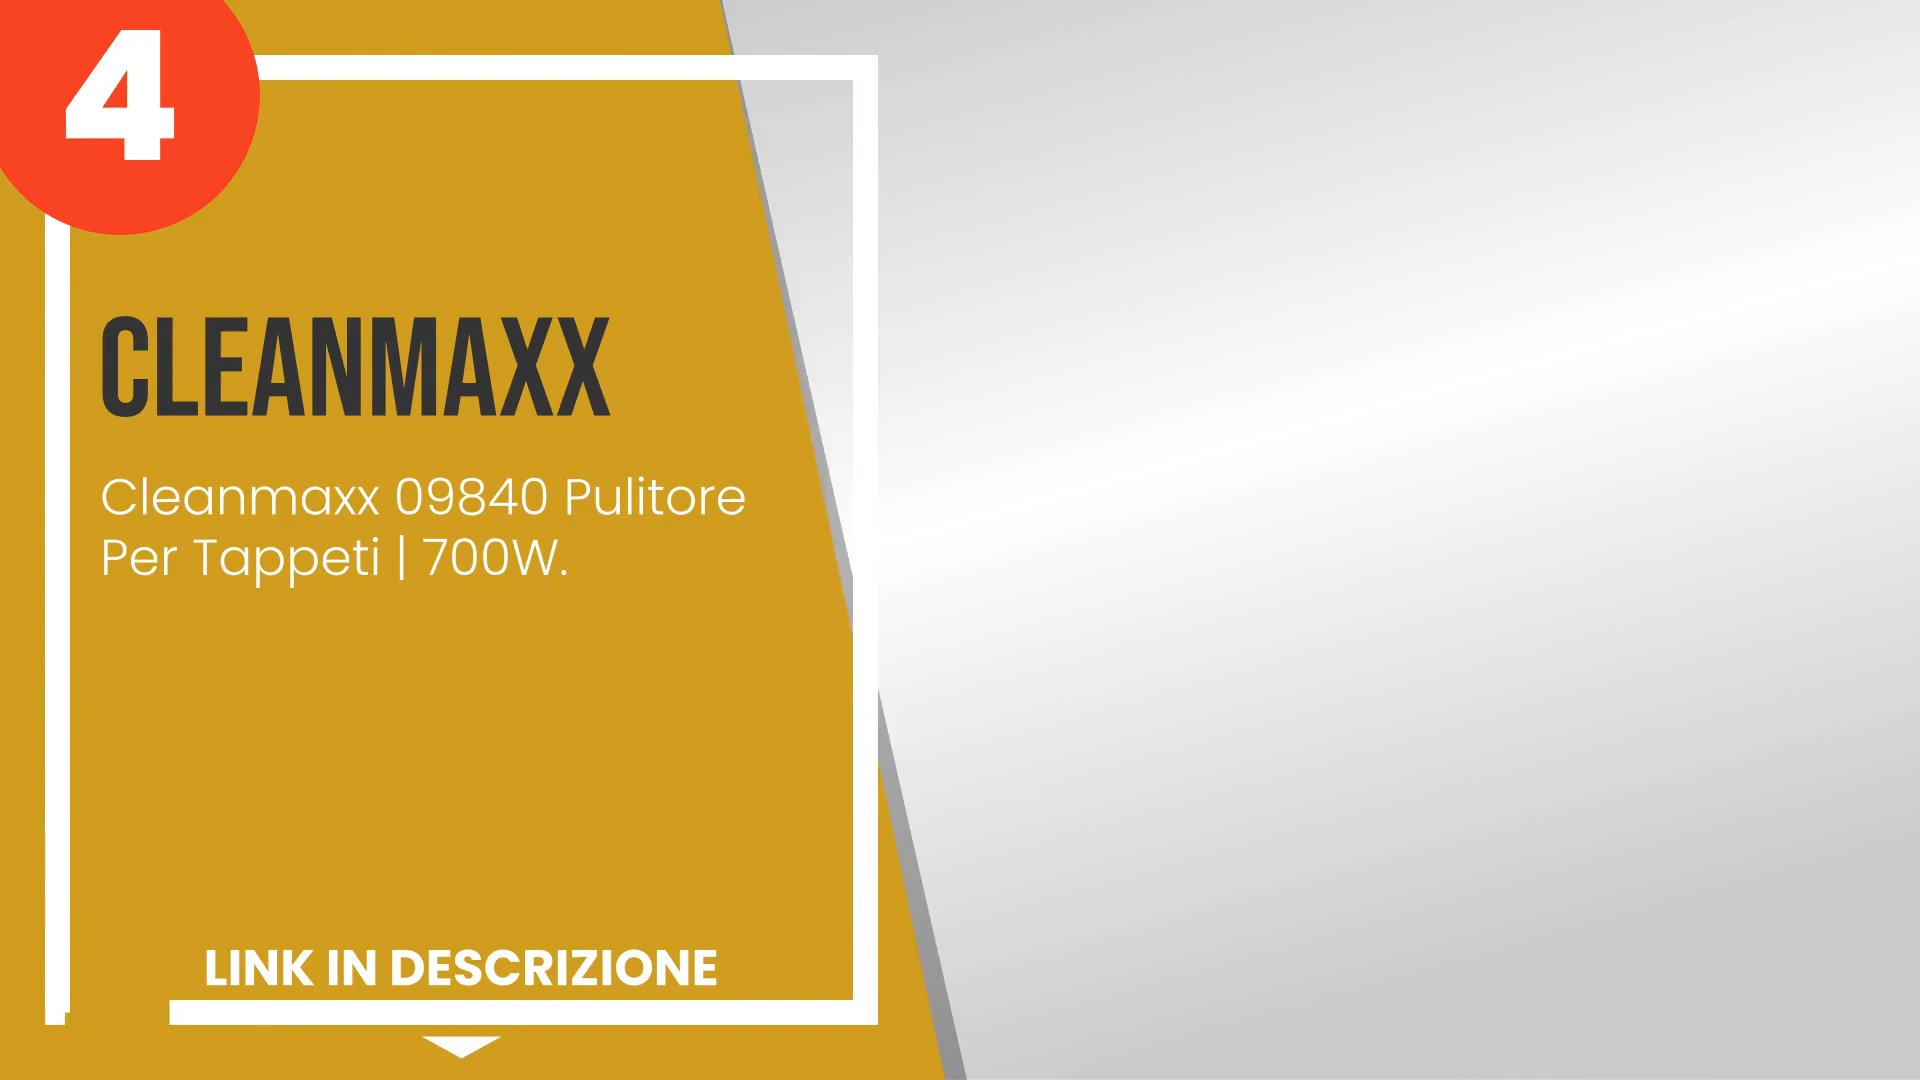 4
CLEANMAXX
Cleanmaxx 09840 Pulitore
Per Tappeti | 700W.
LINK IN DESCRIZIONE